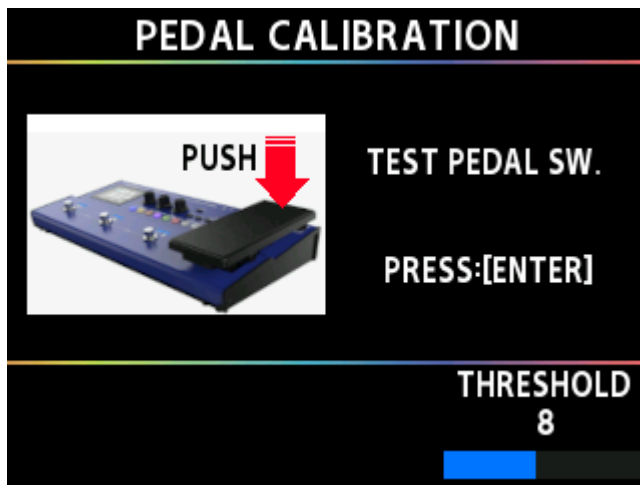 PEDAL CALIBRATION
PUSH
TEST PEDAL SW.
PRESS:[ENTER]
THRESHOLD
8